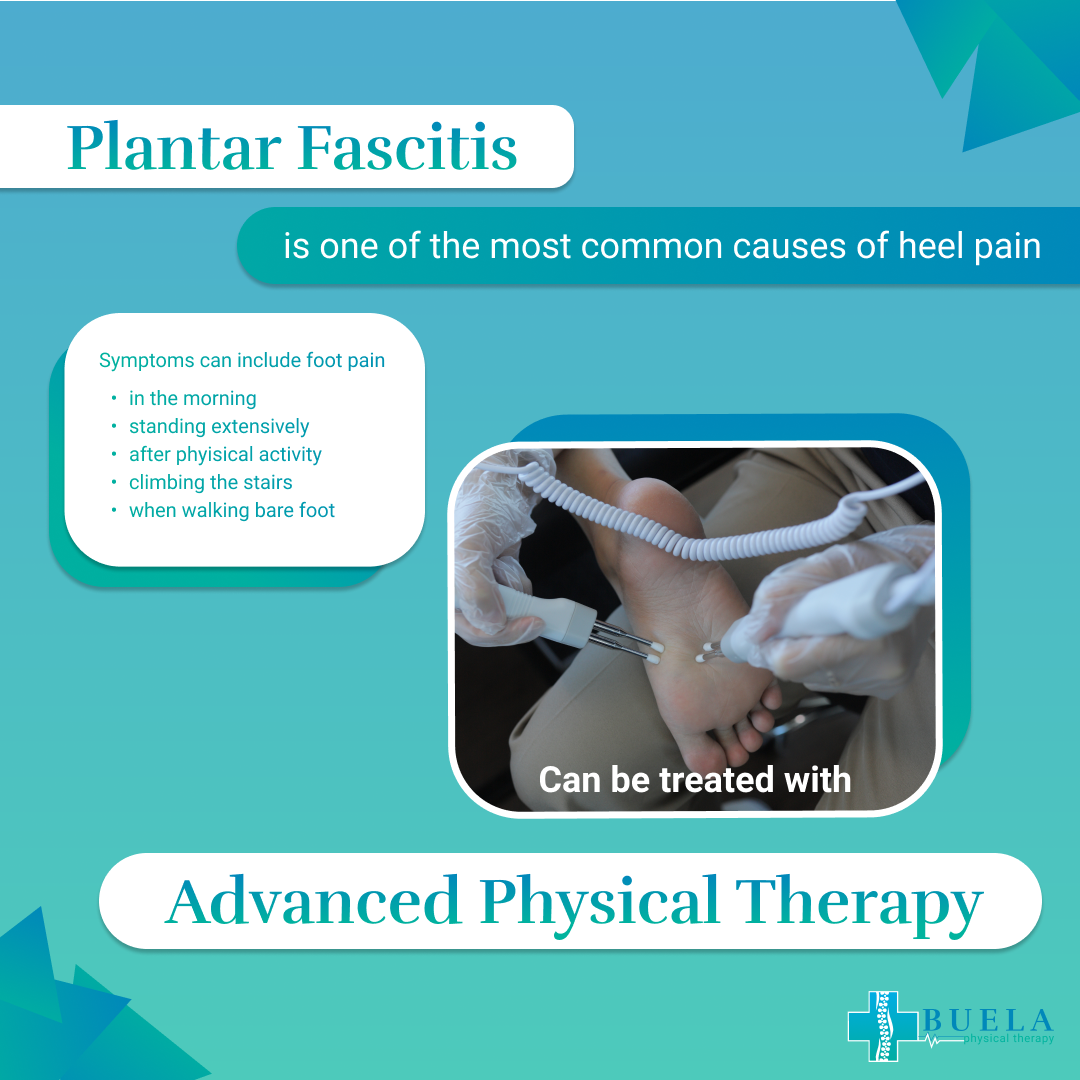 Plantar Fascitis
is one of the most common causes of heel pain
Symptoms can include foot pain
• in the morning
• standing extensively
• after phyisical activity
• climbing the stairs
• when walking bare foot
Can be treated with
Advanced Physical Therapy
BUELA
physical therapy